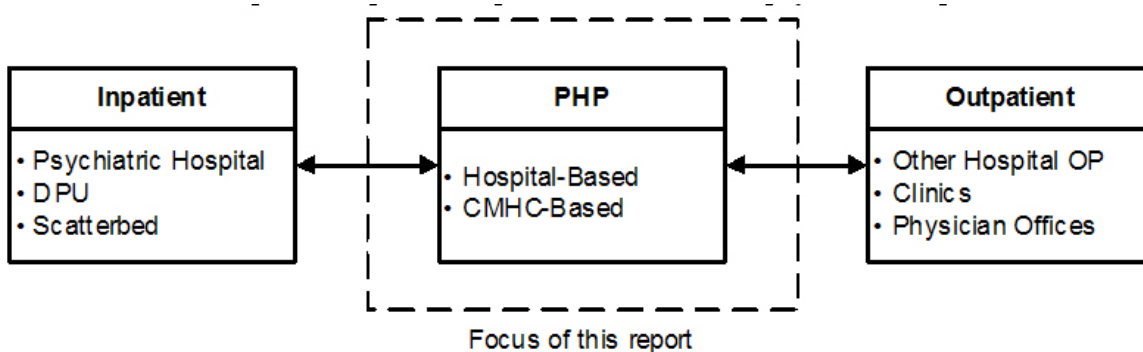 Inpatient
• Psychiatric Hospital
• DPU
• Scatterbed
PHP
• Hospital-Based
• CMHC-Based
Outpatient
• Other Hospital OP
• Clinics
• Physician Offices
Focus of this report